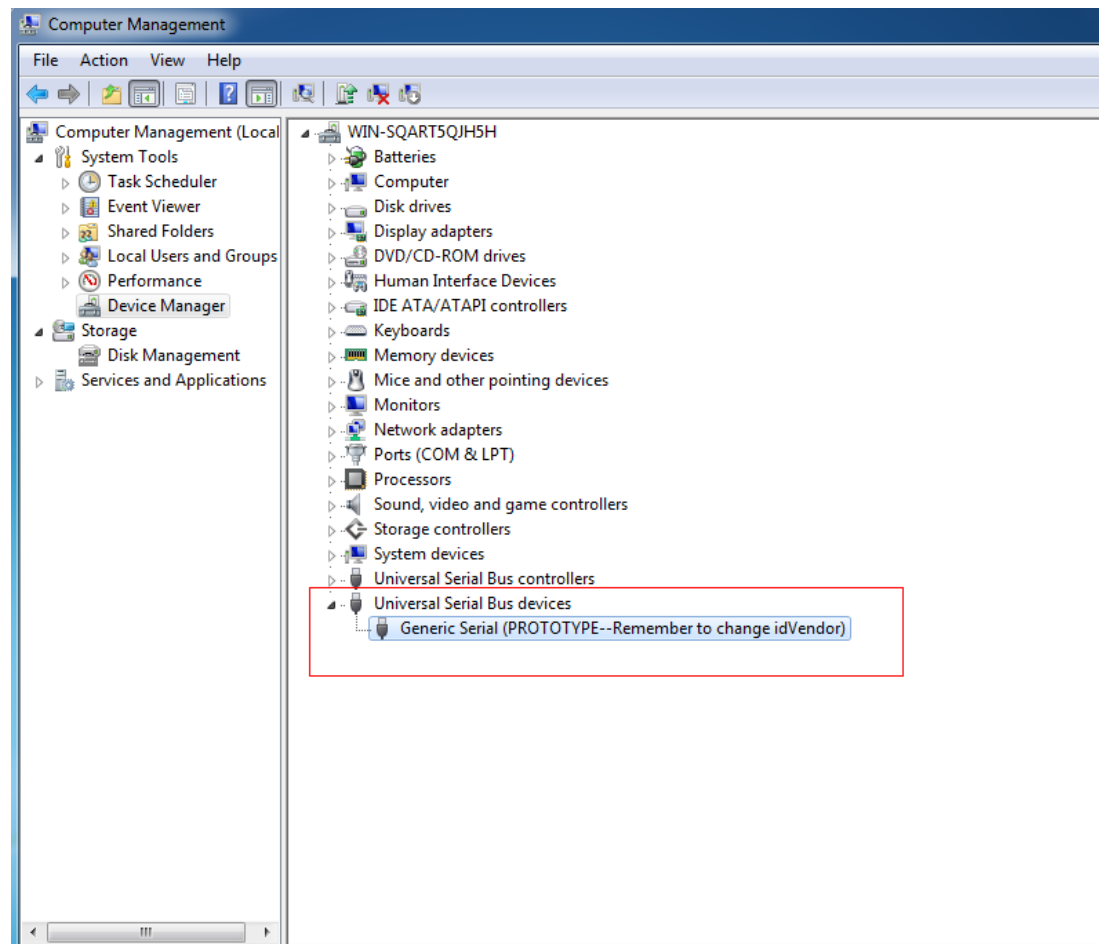 Computer Management
File Action View Help
Computer Management (Local
System Tools
Task Scheduler
Event Viewer
Shared Folders
Local Users and Groups
Performance
Device Manager
Storage
Disk Management
Services and Applications
WIN-SQART5QJH5H
Batteries
Computer
Disk drives
Display adapters
DVD/CD-ROM drives
Human Interface Devices
IDE ATA/ATAPI controllers
Keyboards
Memory devices
Mice and other pointing devices
Monitors
Network adapters
Ports (COM & LPT)
Processors
Sound, video and game controllers
Storage controllers
System devices
Universal Serial Bus controllers
Universal Serial Bus devices
Generic Serial (PROTOTYPE--Remember to change idVendor)